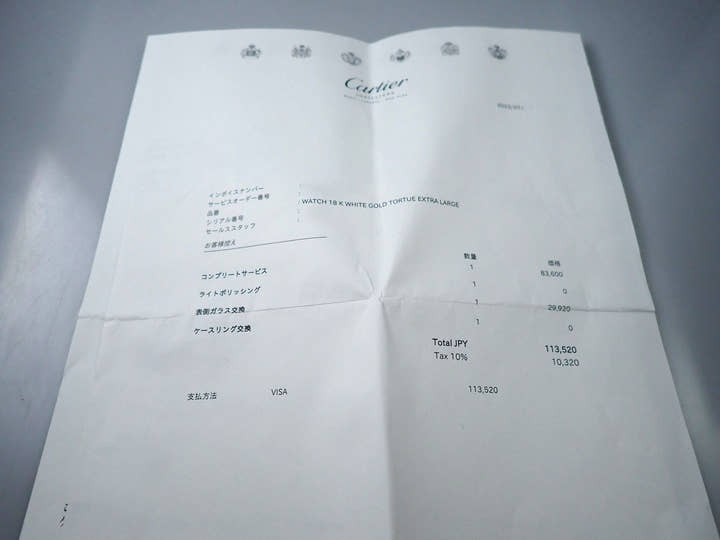 Cartier
インボイスナンバー
サービスオーダー番号
品番 : WATCH 18 K WHITE GOLD TORTUE EXTRA LARGE
シリアル番号 :
セールススタッフ :
お客様控え
数量 価格
コンプリートサービス 1 83,600
ライトポリッシング 1 0
表側ガラス交換 1 29,920
ケースリング交換 1 0
Total JPY 113,520
Tax 10% 10,320
支払方法 VISA 113,520